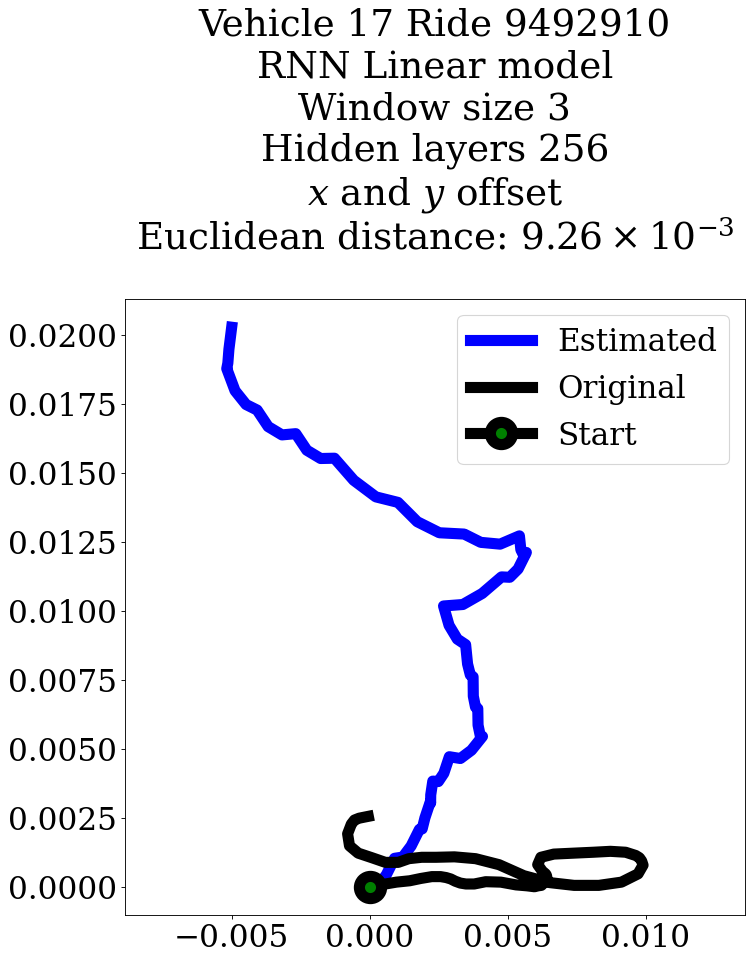 Vehicle 17 Ride 9492910
RNN Linear model
Window size 3
Hidden layers 256
x and y offset
Euclidean distance: 9.26 × 10⁻³
Estimated
Original
Start
0.0200
0.0175
0.0150
0.0125
0.0100
0.0075
0.0050
0.0025
0.0000
−0.005 0.000 0.005 0.010